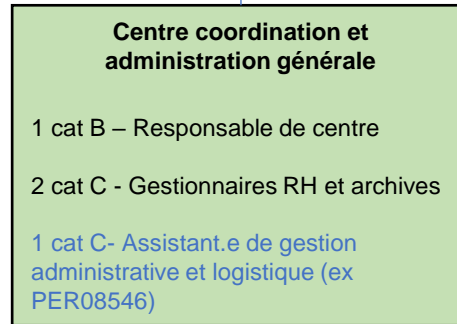 Centre coordination et
administration générale
1 cat B – Responsable de centre
2 cat C - Gestionnaires RH et archives
1 cat C- Assistant.e de gestion
administrative et logistique (ex
PER08546)